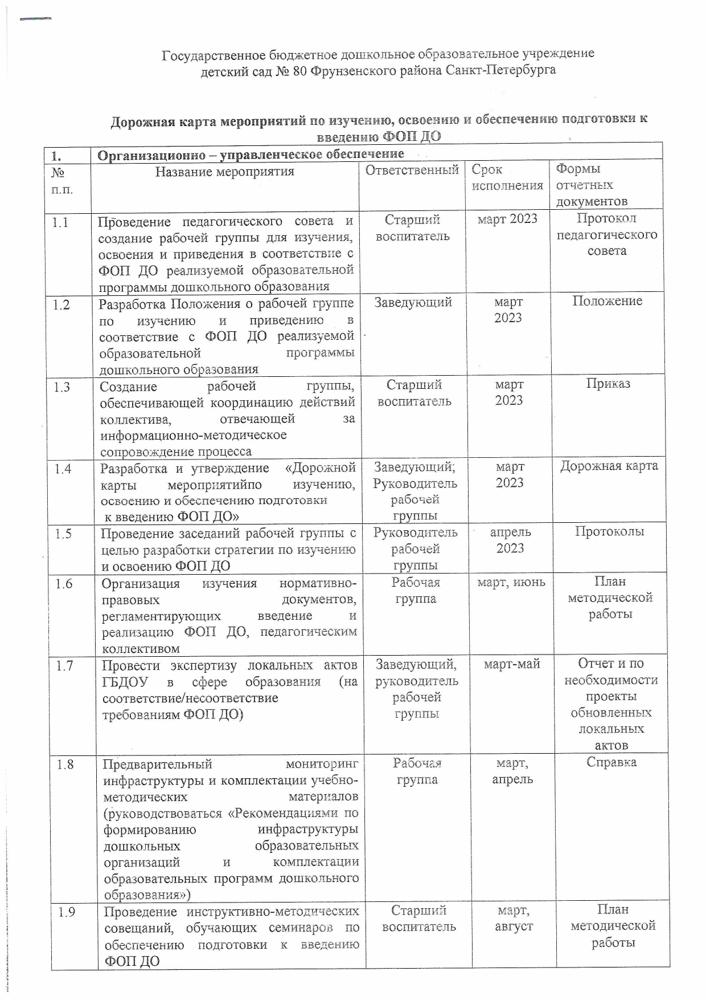 Государственное бюджетное дошкольное образовательное учреждение
детский сад № 80 Фрунзенского района Санкт-Петербурга
Дорожная карта мероприятий по изучению, освоению и обеспечению подготовки к
введению ФОП ДО
1. Организационно – управленческое обеспечение
№
п.п.
Название мероприятия
Ответственный
Срок
исполнения
Формы
отчетных
документов
1.1
Проведение педагогического совета и
создание рабочей группы для изучения,
освоения и приведения в соответствие с
ФОП ДО реализуемой образовательной
программы дошкольного образования
Старший
воспитатель
март 2023
Протокол
педагогического
совета
1.2
Разработка Положения о рабочей группе
по изучению и приведению в
соответствие с ФОП ДО реализуемой
образовательной программы
дошкольного образования
Заведующий
март
2023
Положение
1.3
Создание рабочей группы,
обеспечивающей координацию действий
коллектива, отвечающей за
информационно-методическое
сопровождение процесса
Старший
воспитатель
март
2023
Приказ
1.4
Разработка и утверждение «Дорожной
карты мероприятийпо изучению,
освоению и обеспечению подготовки
к введению ФОП ДО»
Заведующий;
Руководитель
рабочей
группы
март
2023
Дорожная карта
1.5
Проведение заседаний рабочей группы с
целью разработки стратегии по изучению
и освоению ФОП ДО
Руководитель
рабочей
группы
апрель
2023
Протоколы
1.6
Организация изучения нормативно-
правовых документов,
регламентирующих введение и
реализацию ФОП ДО, педагогическим
коллективом
Рабочая
группа
март, июнь
План
методической
работы
1.7
Провести экспертизу локальных актов
ГБДОУ в сфере образования (на
соответствие/несоответствие
требованиям ФОП ДО)
Заведующий,
руководитель
рабочей
группы
март-май
Отчет и по
необходимости
проекты
обновленных
локальных
актов
1.8
Предварительный мониторинг
инфраструктуры и комплектации учебно-
методических материалов
(руководствоваться «Рекомендациями по
формированию инфраструктуры
дошкольных образовательных
организаций и комплектации
образовательных программ дошкольного
образования»)
Рабочая
группа
март,
апрель
Справка
1.9
Проведение инструктивно-методических
совещаний, обучающих семинаров по
обеспечению подготовки к введению
ФОП ДО
Старший
воспитатель
март,
август
План
методической
работы